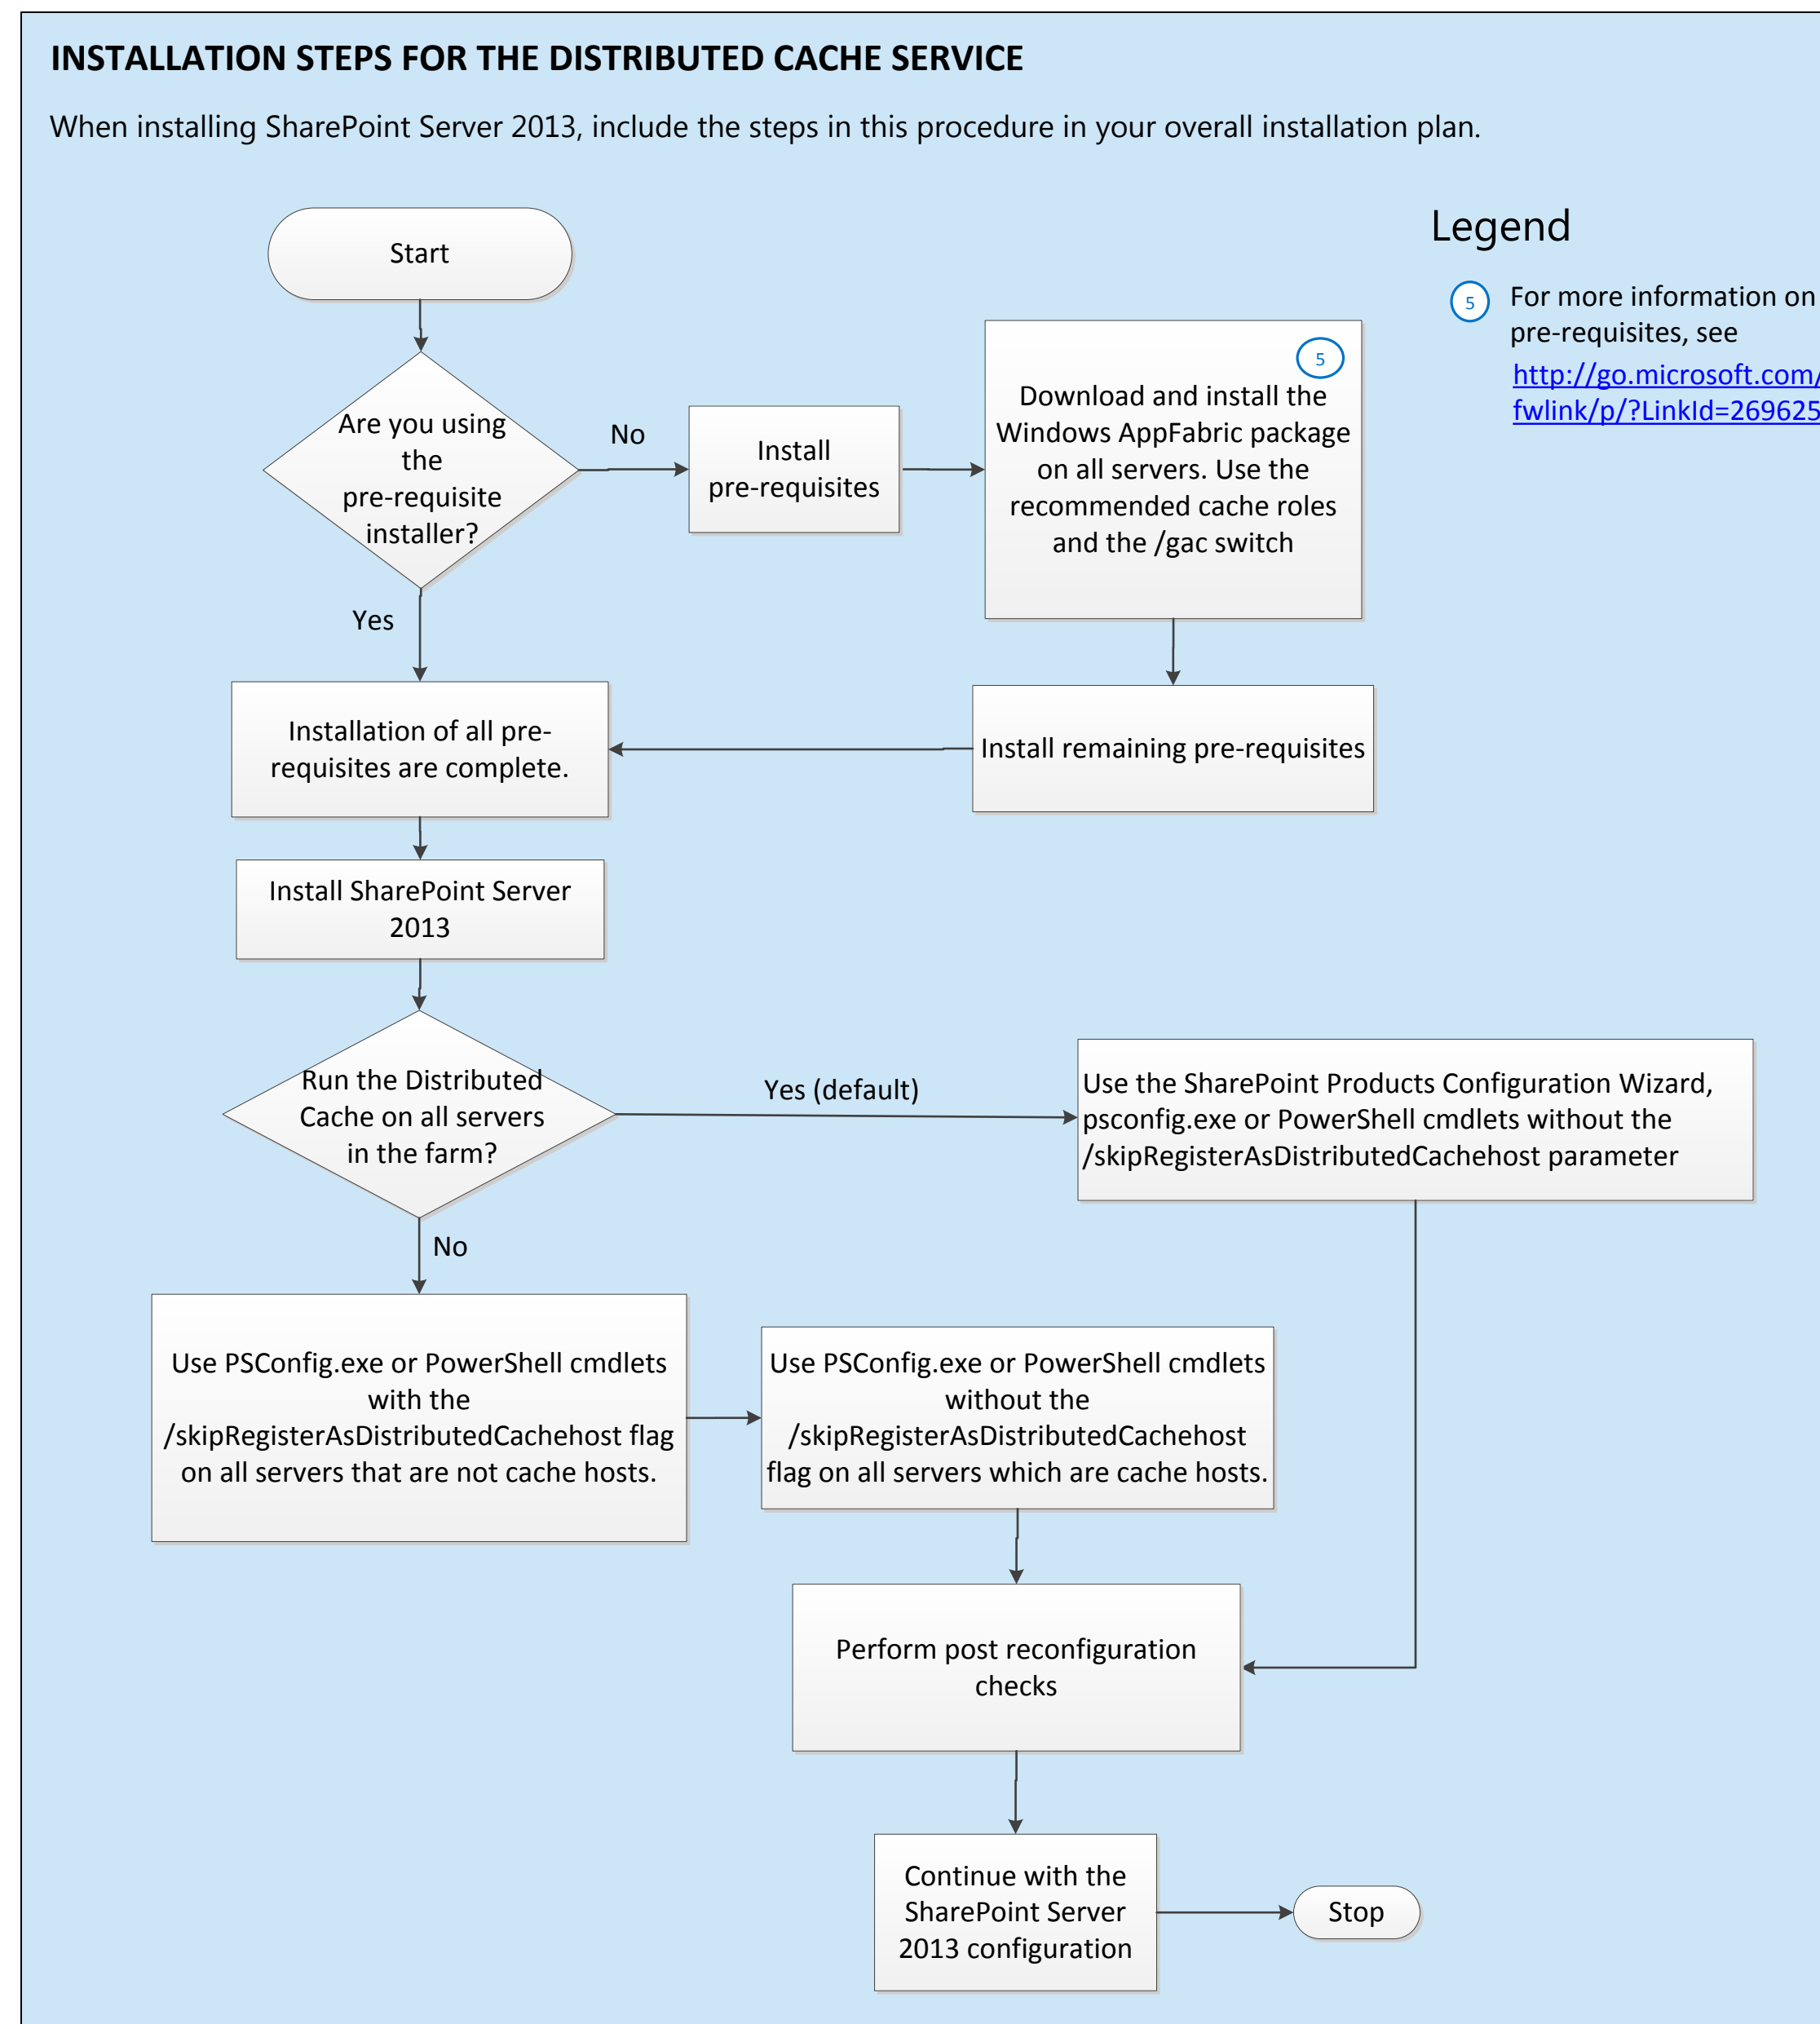 INSTALLATION STEPS FOR THE DISTRIBUTED CACHE SERVICE
When installing SharePoint Server 2013, include the steps in this procedure in your overall installation plan.
Start
Legend
5
For more information on
pre-requisites, see
http://go.microsoft.com/
fwlink/p/?LinkId=269625
Are you using
the
pre-requisite
installer?
No
Install
pre-requisites
5
Download and install the
Windows AppFabric package
on all servers. Use the
recommended cache roles
and the /gac switch
Yes
Installation of all pre-
requisites are complete.
Install remaining pre-requisites
Install SharePoint Server
2013
Run the Distributed
Cache on all servers
in the farm?
Yes (default)
Use the SharePoint Products Configuration Wizard,
psconfig.exe or PowerShell cmdlets without the
/skipRegisterAsDistributedCachehost parameter
No
Use PSConfig.exe or PowerShell cmdlets
with the
/skipRegisterAsDistributedCachehost flag
on all servers that are not cache hosts.
Use PSConfig.exe or PowerShell cmdlets
without the
/skipRegisterAsDistributedCachehost
flag on all servers which are cache hosts.
Perform post reconfiguration
checks
Continue with the
SharePoint Server
2013 configuration
Stop